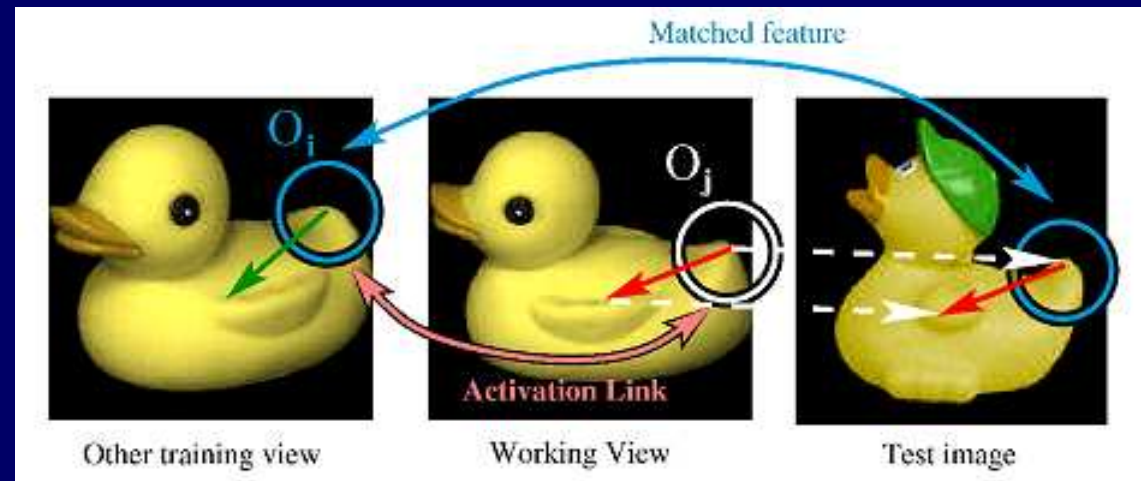 Matched feature
Oi
Oj
Activation Link
Other training view
Working View
Test image